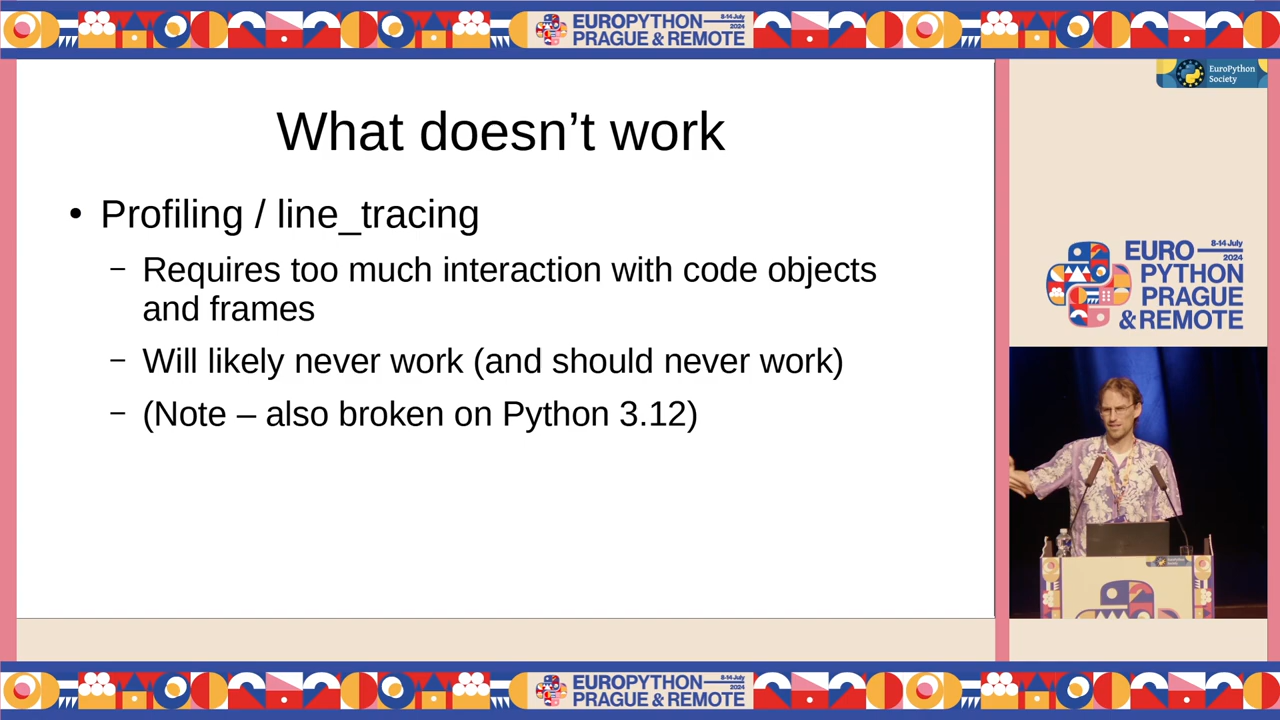 EUROPYTHON
8-14 July
2024
PRAGUE & REMOTE
EuroPython
Society
What doesn’t work
• Profiling / line_tracing
– Requires too much interaction with code objects
and frames
– Will likely never work (and should never work)
– (Note – also broken on Python 3.12)
EURO
8-14 July
2024
PYTHON
PRAGUE
& REMOTE
EUROPYTHON
8-14 July
2024
PRAGUE & REMOTE